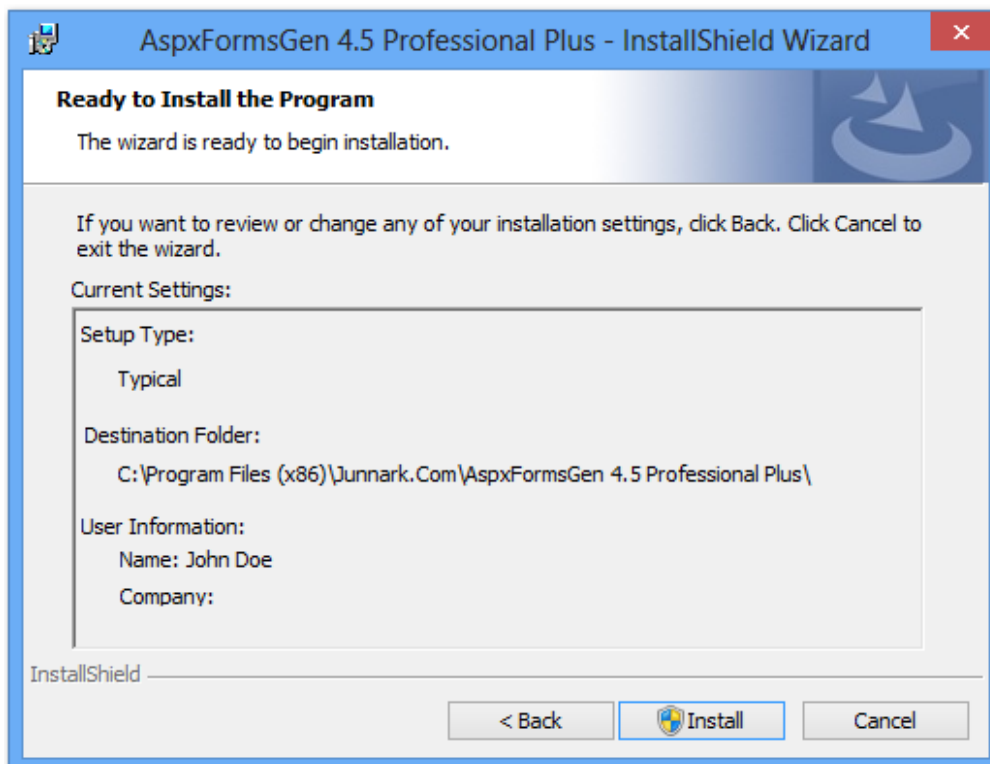 AspxFormsGen 4.5 Professional Plus - InstallShield Wizard
Ready to Install the Program
The wizard is ready to begin installation.
If you want to review or change any of your installation settings, click Back. Click Cancel to
exit the wizard.
Current Settings:
Setup Type:
Typical
Destination Folder:
C:\Program Files (x86)\Junnark.Com\AspxFormsGen 4.5 Professional Plus\
User Information:
Name: John Doe
Company:
InstallShield
< Back
Install
Cancel